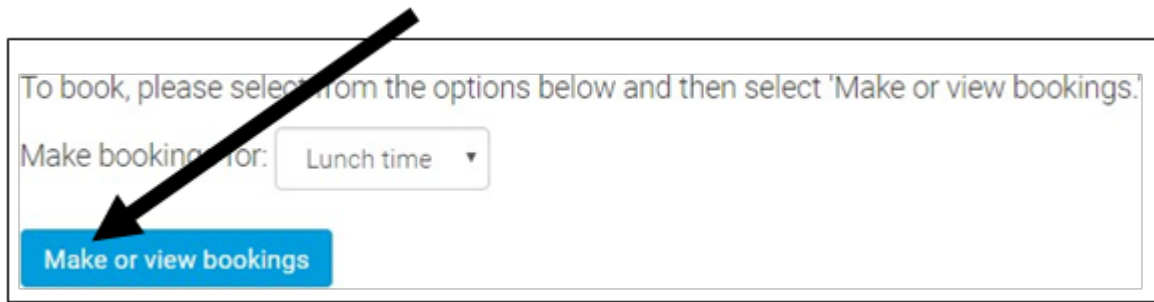 To book, please select from the options below and then select 'Make or view bookings.'
Make bookings for: Lunch time
Make or view bookings